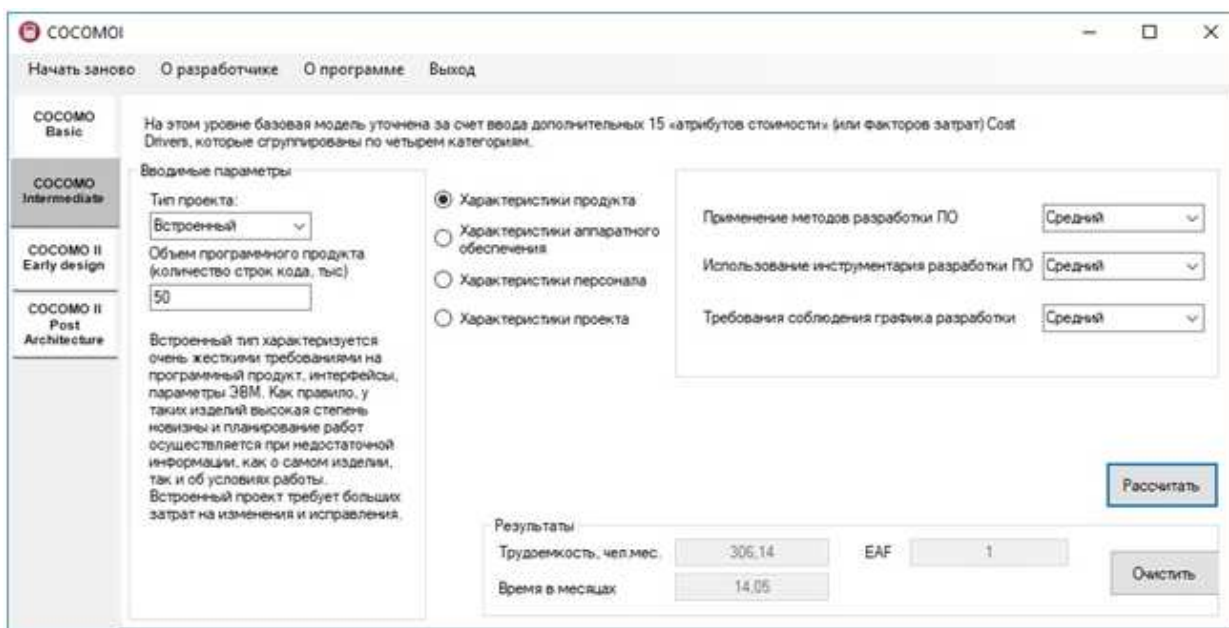 COCOMOI
Начать заново О разработчике О программе Выход
COCOMO
Basic
COCOMO
Intermediate
COCOMO II
Early design
COCOMO II
Post
Architecture
На этом уровне базовая модель уточнена за счет ввода дополнительных 15 «атрибутов стоимости» (или факторов затрат) Cost
Drivers, которые сгруппированы по четырем категориям.
Вводимые параметры
Тип проекта:
Встроенный
Объем программного продукта
(количество строк кода, тыс)
50
Встроенный тип характеризуется
очень жесткими требованиями на
программный продукт, интерфейсы,
параметры ЭВМ. Как правило, у
таких изделий высокая степень
новизны и планирование работ
осуществляется при недостаточной
информации, как о самом изделии,
так и об условиях работы.
Встроенный проект требует больших
затрат на изменения и исправления.
Характеристики продукта
Характеристики аппаратного
обеспечения
Характеристики персонала
Характеристики проекта
Применение методов разработки ПО Средний
Использование инструментария разработки ПО Средний
Требования соблюдения графика разработки Средний
Рассчитать
Результаты
Трудоемкость, чел.мес. 306,14 EAF 1
Время в месяцах 14,05
Очистить